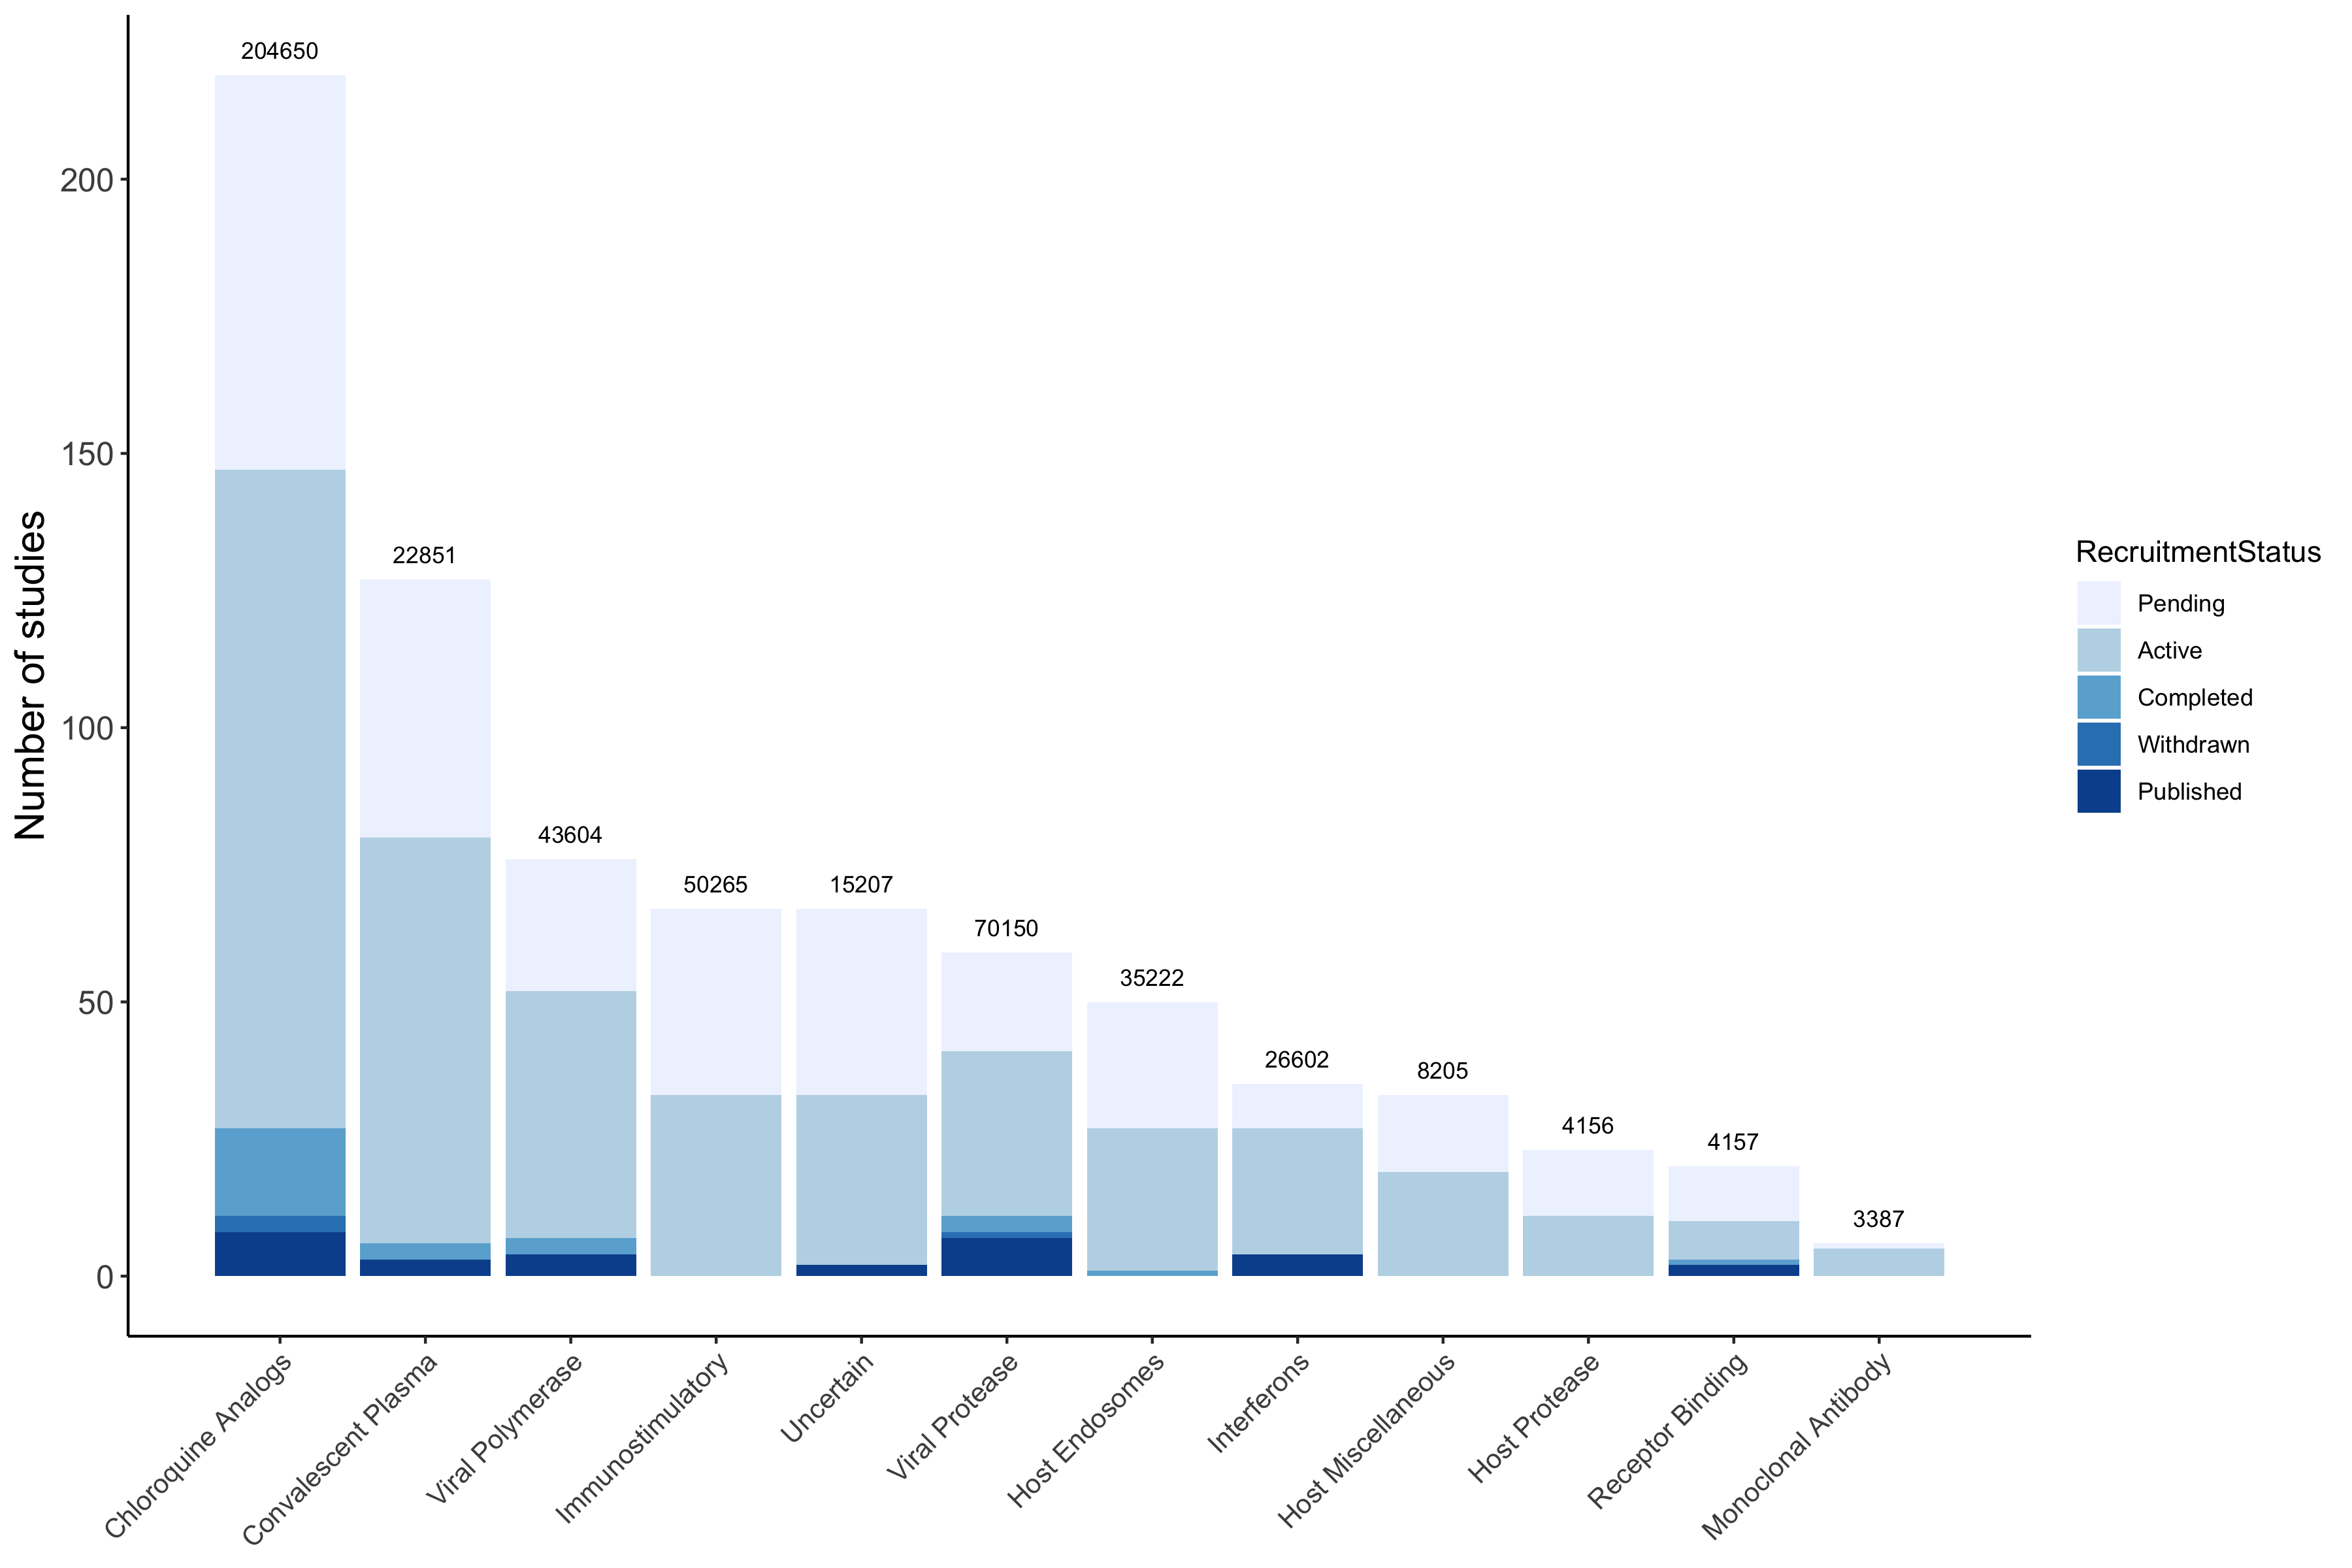 Number of studies
200
150
100
50
0
204650
22851
43604
50265
15207
70150
35222
26602
8205
4156
4157
3387
Chloroquine Analogs
Convalescent Plasma
Viral Polymerase
Immunostimulatory
Uncertain
Viral Protease
Host Endosomes
Interferons
Host Miscellaneous
Host Protease
Receptor Binding
Monoclonal Antibody
RecruitmentStatus
Pending
Active
Completed
Withdrawn
Published